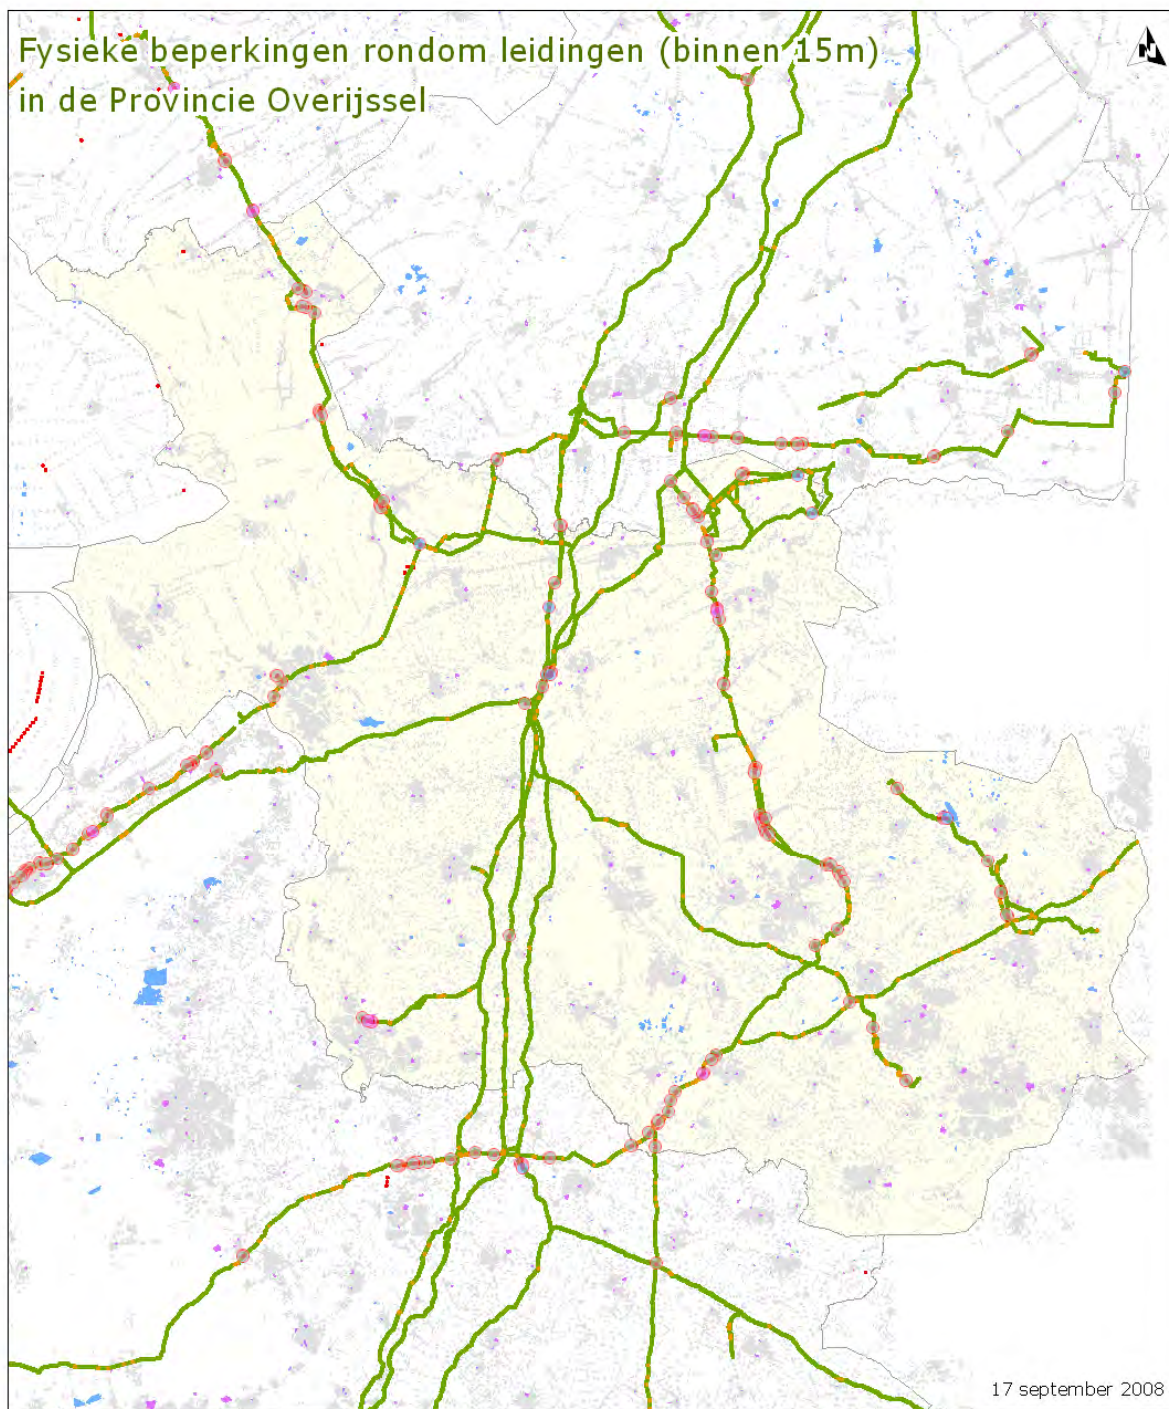 Fysieke beperkingen rondom leidingen (binnen 15m)
in de Provincie Overijssel
N
17 september 2008